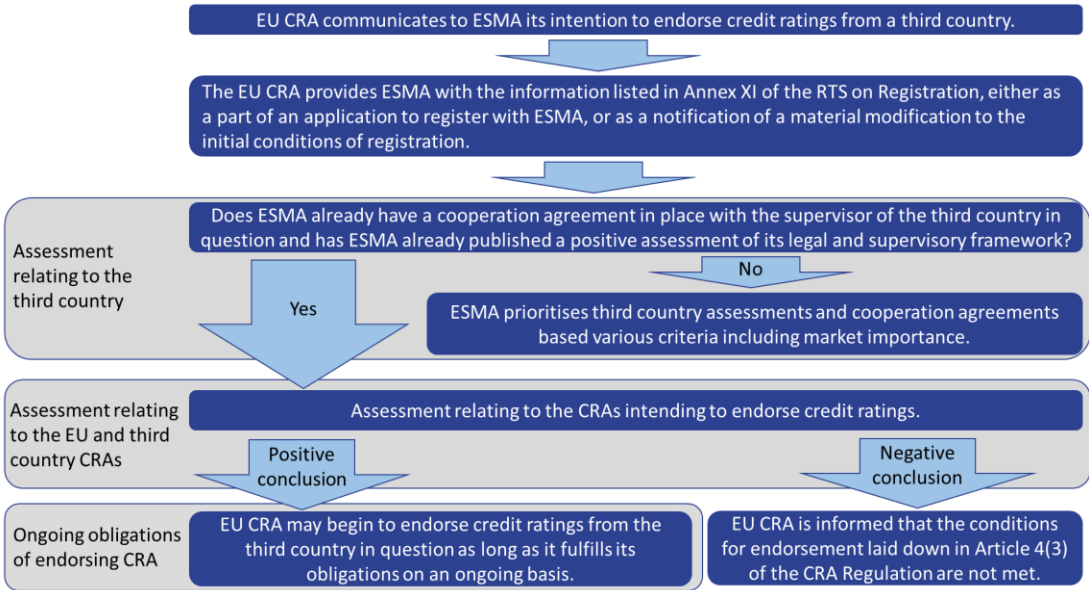 EU CRA communicates to ESMA its intention to endorse credit ratings from a third country.
The EU CRA provides ESMA with the information listed in Annex XI of the RTS on Registration, either as
a part of an application to register with ESMA, or as a notification of a material modification to the
initial conditions of registration.
Assessment
relating to the
third country
Does ESMA already have a cooperation agreement in place with the supervisor of the third country in
question and has ESMA already published a positive assessment of its legal and supervisory framework?
Yes
No
ESMA prioritises third country assessments and cooperation agreements
based various criteria including market importance.
Assessment relating
to the EU and third
country CRAs
Assessment relating to the CRAs intending to endorse credit ratings.
Positive
conclusion
Negative
conclusion
Ongoing obligations
of endorsing CRA
EU CRA may begin to endorse credit ratings from the
third country in question as long as it fulfills its
obligations on an ongoing basis.
EU CRA is informed that the conditions
for endorsement laid down in Article 4(3)
of the CRA Regulation are not met.